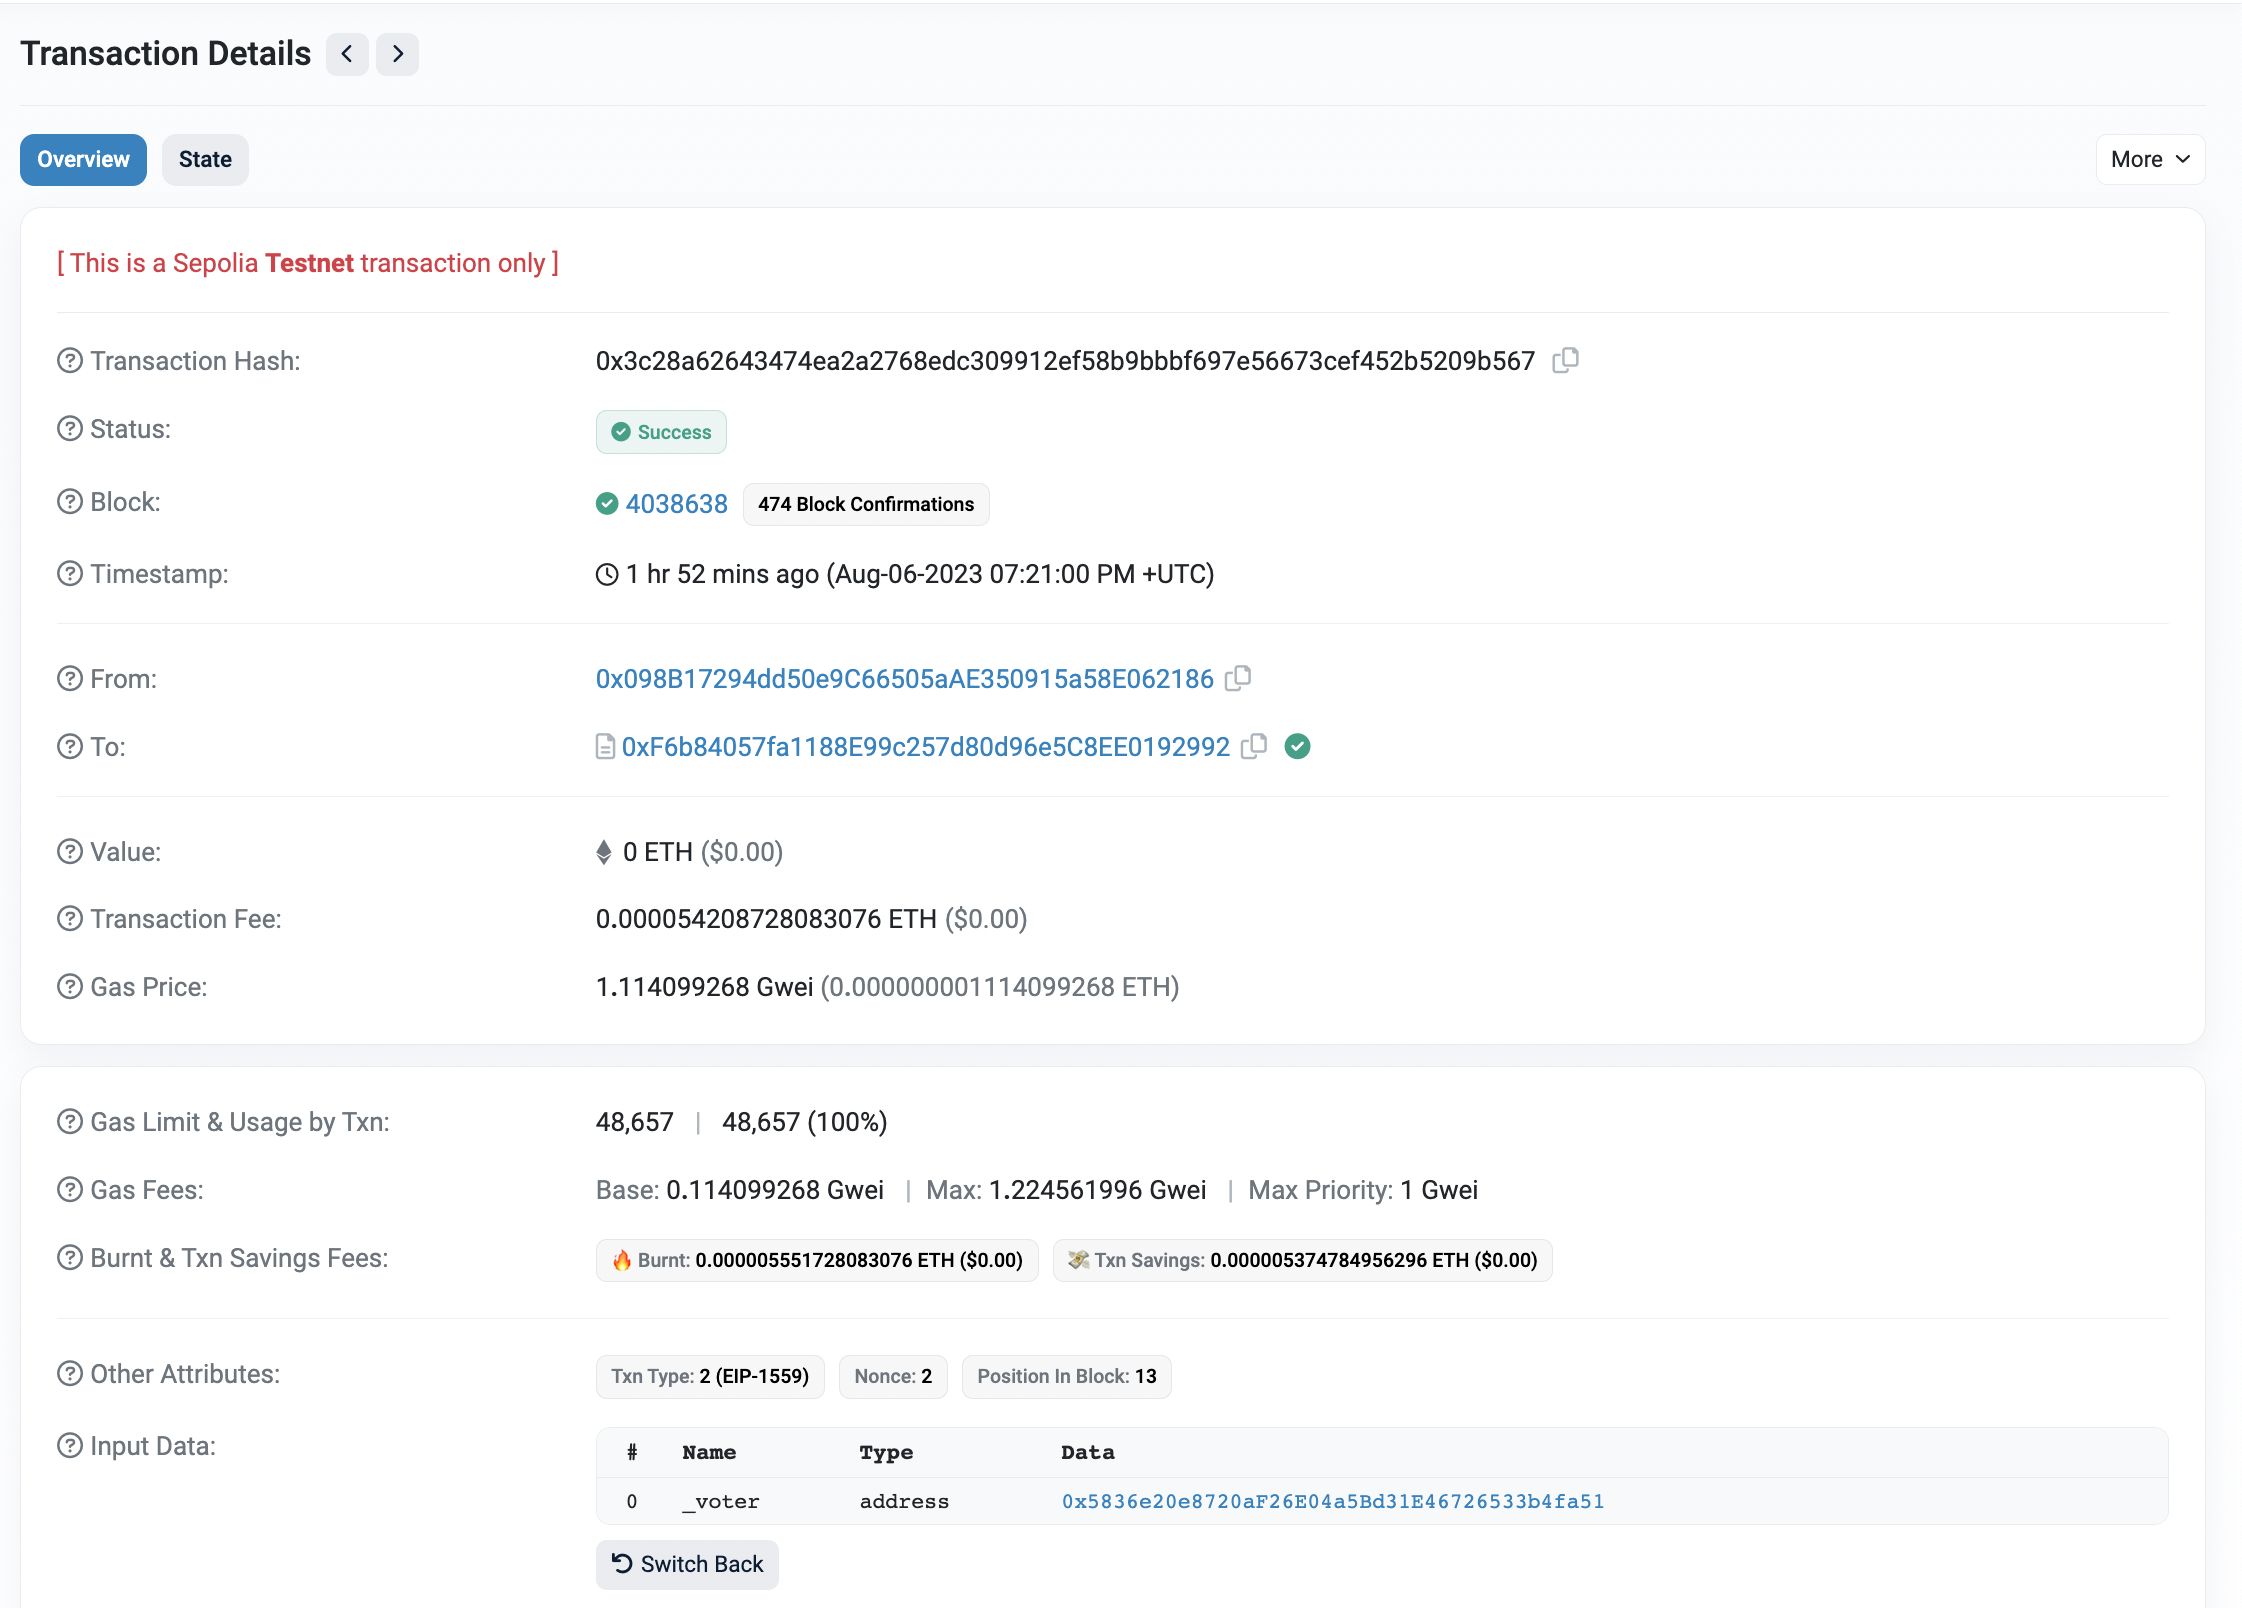 Transaction Details
Overview State More
[ This is a Sepolia Testnet transaction only ]
Transaction Hash: 0x3c28a62643474ea2a2768edc309912ef58b9bbbf697e56673cef452b5209b567
Status: Success
Block: 4038638 474 Block Confirmations
Timestamp: 1 hr 52 mins ago (Aug-06-2023 07:21:00 PM +UTC)
From: 0x098B17294dd50e9C66505aAE350915a58E062186
To: 0xF6b84057fa1188E99c257d80d96e5C8EE0192992
Value: 0 ETH ($0.00)
Transaction Fee: 0.000054208728083076 ETH ($0.00)
Gas Price: 1.114099268 Gwei (0.000000001114099268 ETH)
Gas Limit & Usage by Txn: 48,657 | 48,657 (100%)
Gas Fees: Base: 0.114099268 Gwei | Max: 1.224561996 Gwei | Max Priority: 1 Gwei
Burnt & Txn Savings Fees: 🔥 Burnt: 0.000005551728083076 ETH ($0.00) 💸 Txn Savings: 0.000005374784956296 ETH ($0.00)
Other Attributes: Txn Type: 2 (EIP-1559) Nonce: 2 Position In Block: 13
Input Data: # Name Type Data
0 _voter address 0x5836e20e8720aF26E04a5Bd31E46726533b4fa51
Switch Back